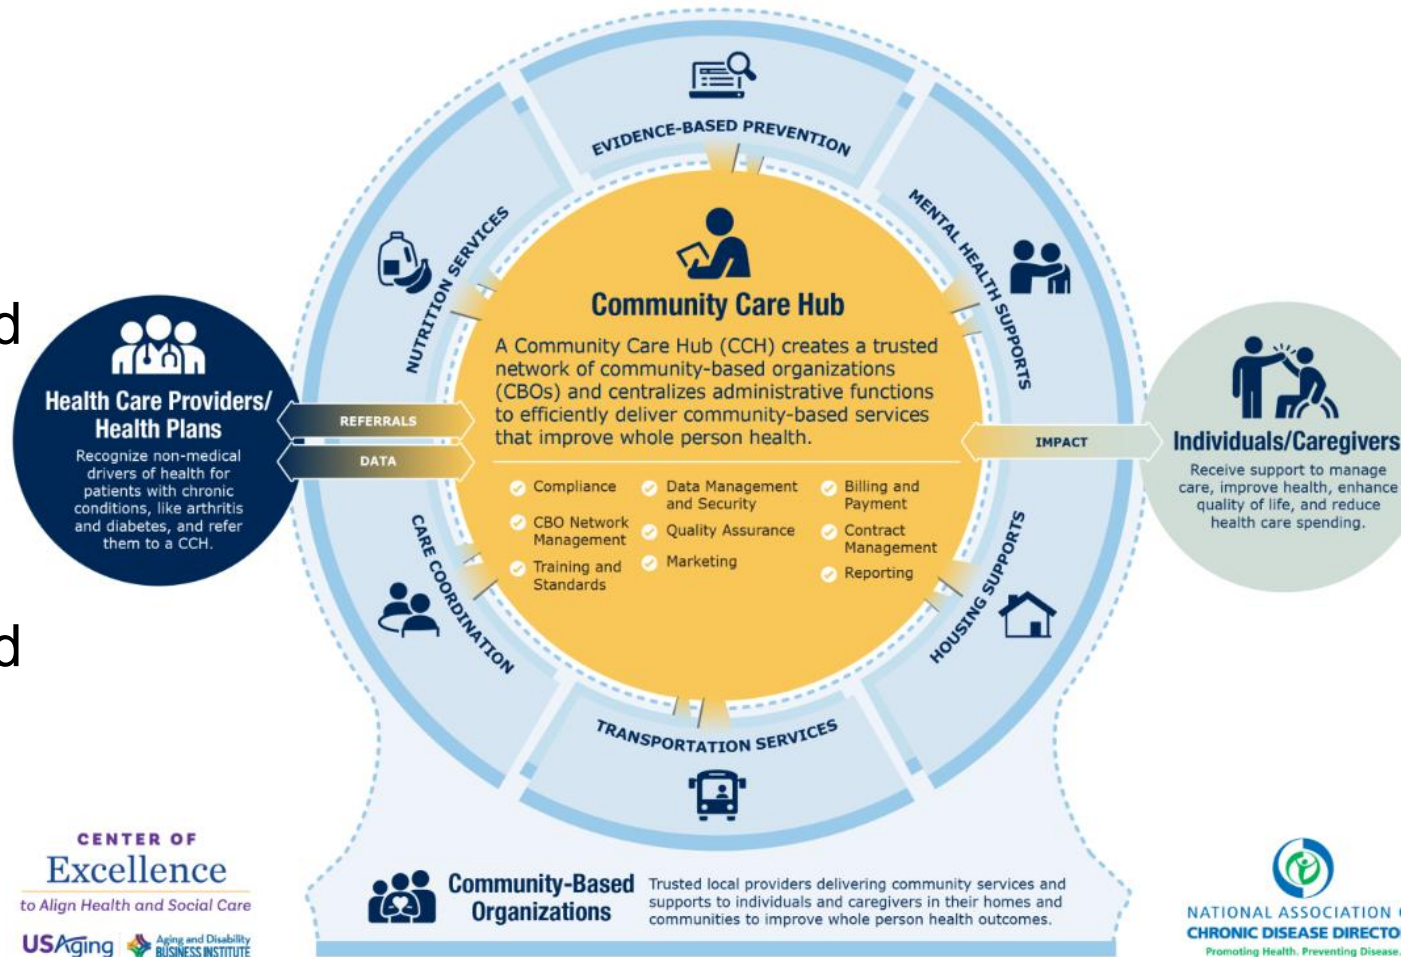 EVIDENCE-BASED PREVENTION
MENTAL HEALTH SUPPORTS
HOUSING SUPPORTS
TRANSPORTATION SERVICES
CARE COORDINATION
NUTRITION SERVICES
d
d
Health Care Providers/
Health Plans
Recognize non-medical
drivers of health for
patients with chronic
conditions, like arthritis
and diabetes, and refer
them to a CCH.
REFERRALS
DATA
Community Care Hub
A Community Care Hub (CCH) creates a trusted
network of community-based organizations
(CBOs) and centralizes administrative functions
to efficiently deliver community-based services
that improve whole person health.
Compliance
CBO Network
Management
Training and
Standards
Data Management
and Security
Quality Assurance
Marketing
Billing and
Payment
Contract
Management
Reporting
IMPACT
Individuals/Caregivers
Receive support to manage
care, improve health, enhance
quality of life, and reduce
health care spending.
Community-Based
Organizations
Trusted local providers delivering community services and
supports to individuals and caregivers in their homes and
communities to improve whole person health outcomes.
CENTER OF
Excellence
to Align Health and Social Care
USAging
Aging and Disability
BUSINESS INSTITUTE
NATIONAL ASSOCIATION
CHRONIC DISEASE DIRECTO
Promoting Health. Preventing Disease.